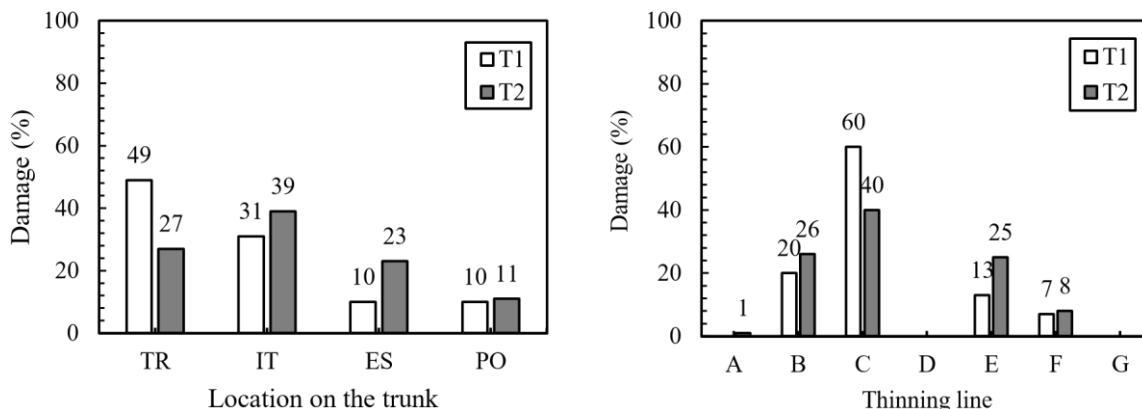 100
80
60
40
20
0
Damage (%)
T1
T2
49
27
31
39
10
23
10
11
TR IT ES PO
Location on the trunk
100
80
60
40
20
0
Damage (%)
T1
T2
1
20
26
60
40
13
25
7
8
A B C D E F G
Thinning line